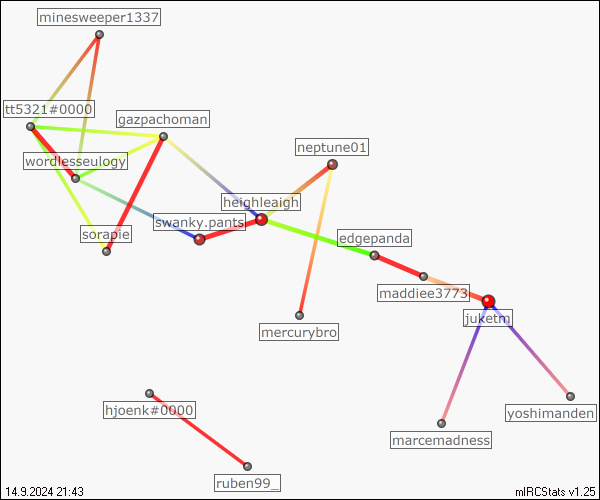 minesweeper1337
tt5321#0000
gazpachoman
neptune01
wordlesseulogy
heighleaigh
swanky.pants
sorapie
edgepanda
maddiee3773
juketm
mercurybro
hjoenk#0000
yoshimanden
marcemadness
ruben99_
14.9.2024 21:43
mIRCStats v1.25